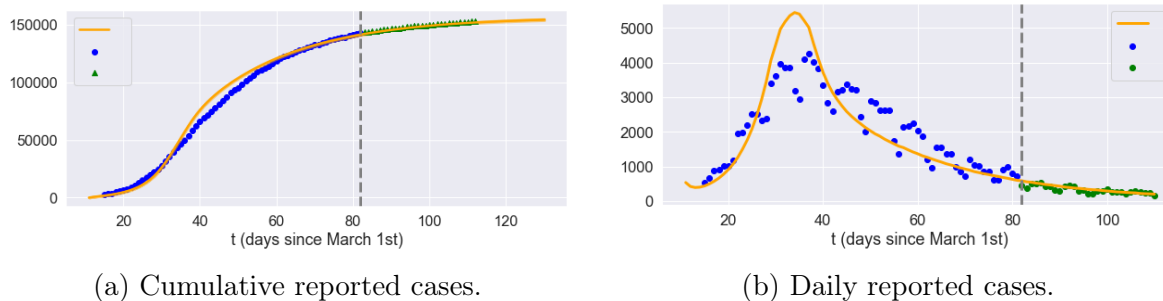 150000
100000
50000
0
20 40 60 80 100 120
t (days since March 1st)
(a) Cumulative reported cases.
5000
4000
3000
2000
1000
0
20 40 60 80 100
t (days since March 1st)
(b) Daily reported cases.